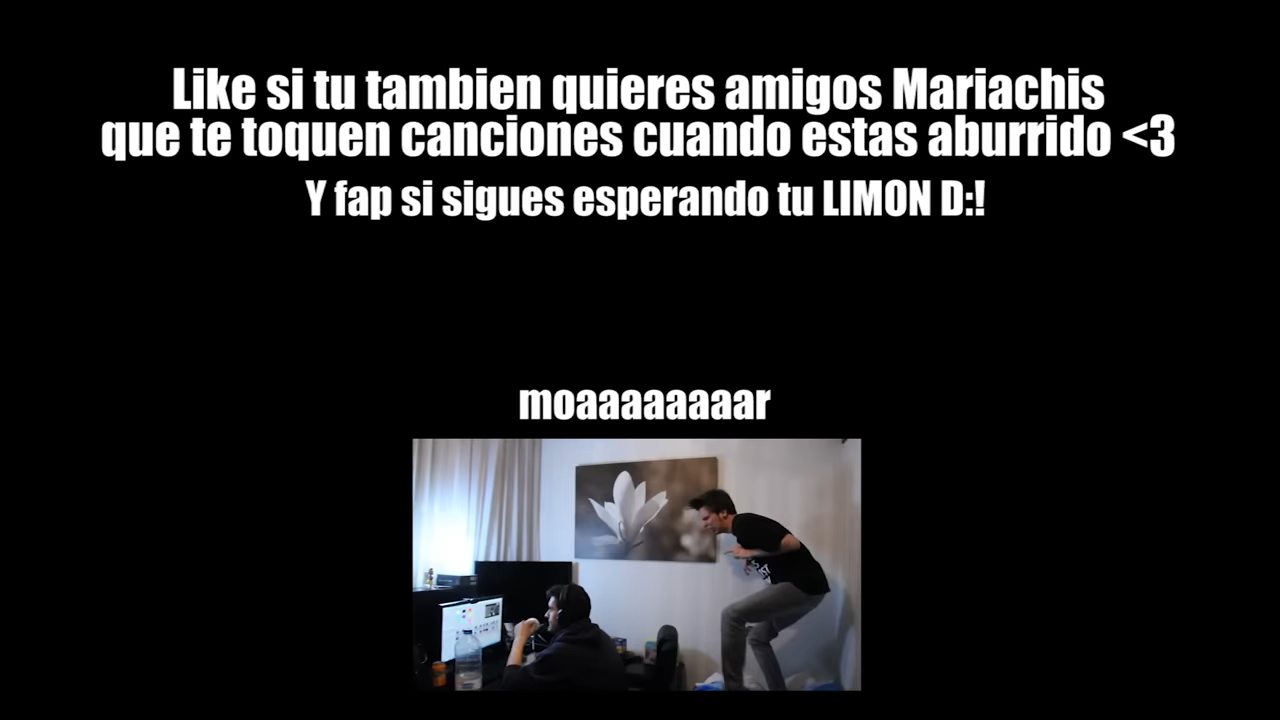 Like si tu tambien quieres amigos Mariachis
que te toquen canciones cuando estas aburrido <3
Y fap si sigues esperando tu LIMON D:!
moaaaaaaaar